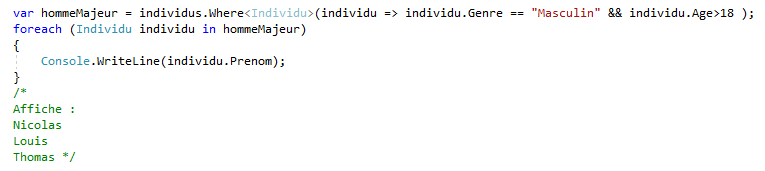 var hommeMajeur = individus.Where<Individu>(individu => individu.Genre == "Masculin" && individu.Age>18 );
foreach (Individu individu in hommeMajeur)
{
    Console.WriteLine(individu.Prenom);
}
/*
Affiche :
Nicolas
Louis
Thomas */